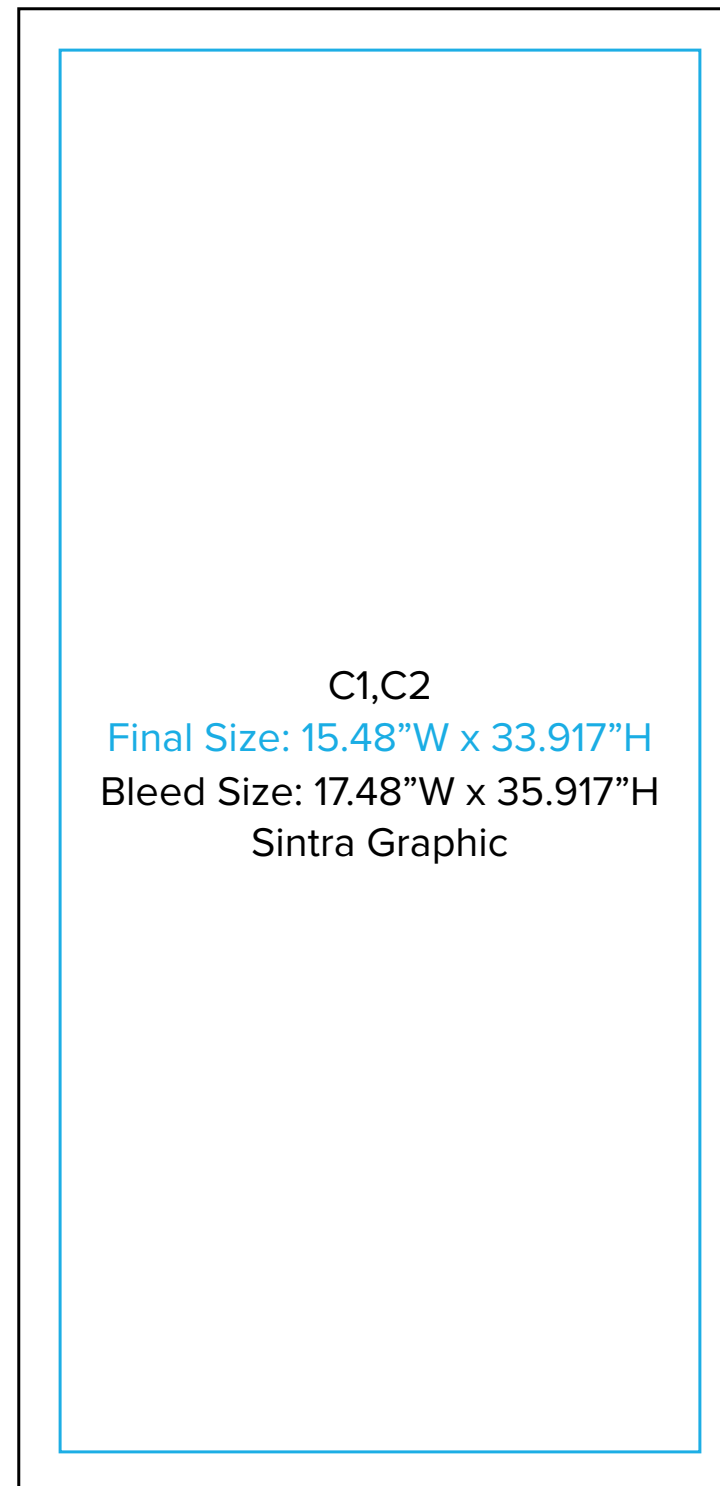 C1,C2
Final Size: 15.48”W x 33.917”H
Bleed Size: 17.48”W x 35.917”H
Sintra Graphic